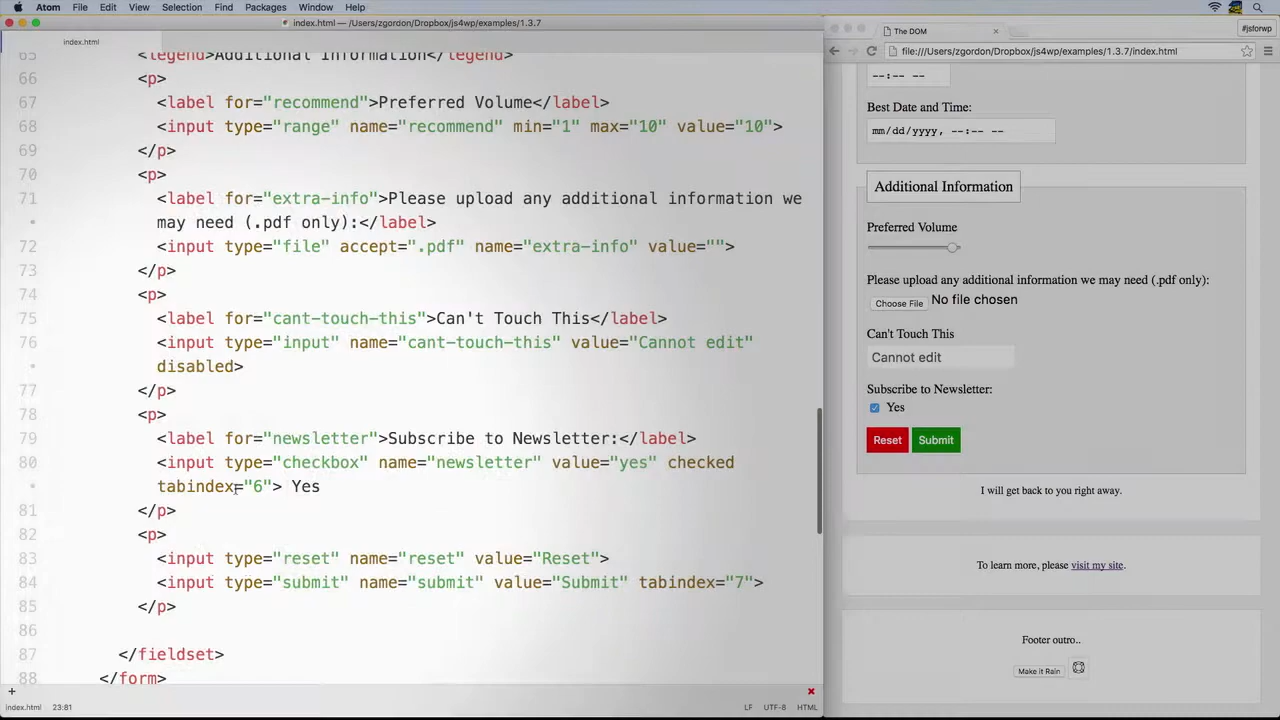 Atom File Edit View Selection Find Packages Window Help
index.html — /Users/zgordon/Dropbox/js4wp/examples/1.3.7
index.html
65 <legend>Additional Information</legend>
66 <p>
67 <label for="recommend">Preferred Volume</label>
68 <input type="range" name="recommend" min="1" max="10" value="10">
69 </p>
70 <p>
71 <label for="extra-info">Please upload any additional information we
• may need (.pdf only):</label>
72 <input type="file" accept=".pdf" name="extra-info" value="">
73 </p>
74 <p>
75 <label for="cant-touch-this">Can't Touch This</label>
76 <input type="input" name="cant-touch-this" value="Cannot edit"
• disabled>
77 </p>
78 <p>
79 <label for="newsletter">Subscribe to Newsletter:</label>
80 <input type="checkbox" name="newsletter" value="yes" checked
• tabindex="6"> Yes
81 </p>
82 <p>
83 <input type="reset" name="reset" value="Reset">
84 <input type="submit" name="submit" value="Submit" tabindex="7">
85 </p>
86
87 </fieldset>
88 </form>
+
index.html 23:81 LF UTF-8 HTML
The DOM
#jsforwp
file:///Users/zgordon/Dropbox/js4wp/examples/1.3.7/index.html
--:-- --
Best Date and Time:
mm/dd/yyyy, --:-- --
Additional Information
Preferred Volume
Please upload any additional information we may need (.pdf only):
Choose File No file chosen
Can't Touch This
Cannot edit
Subscribe to Newsletter:
Yes
Reset Submit
I will get back to you right away.
To learn more, please visit my site.
Footer outro..
Make it Rain